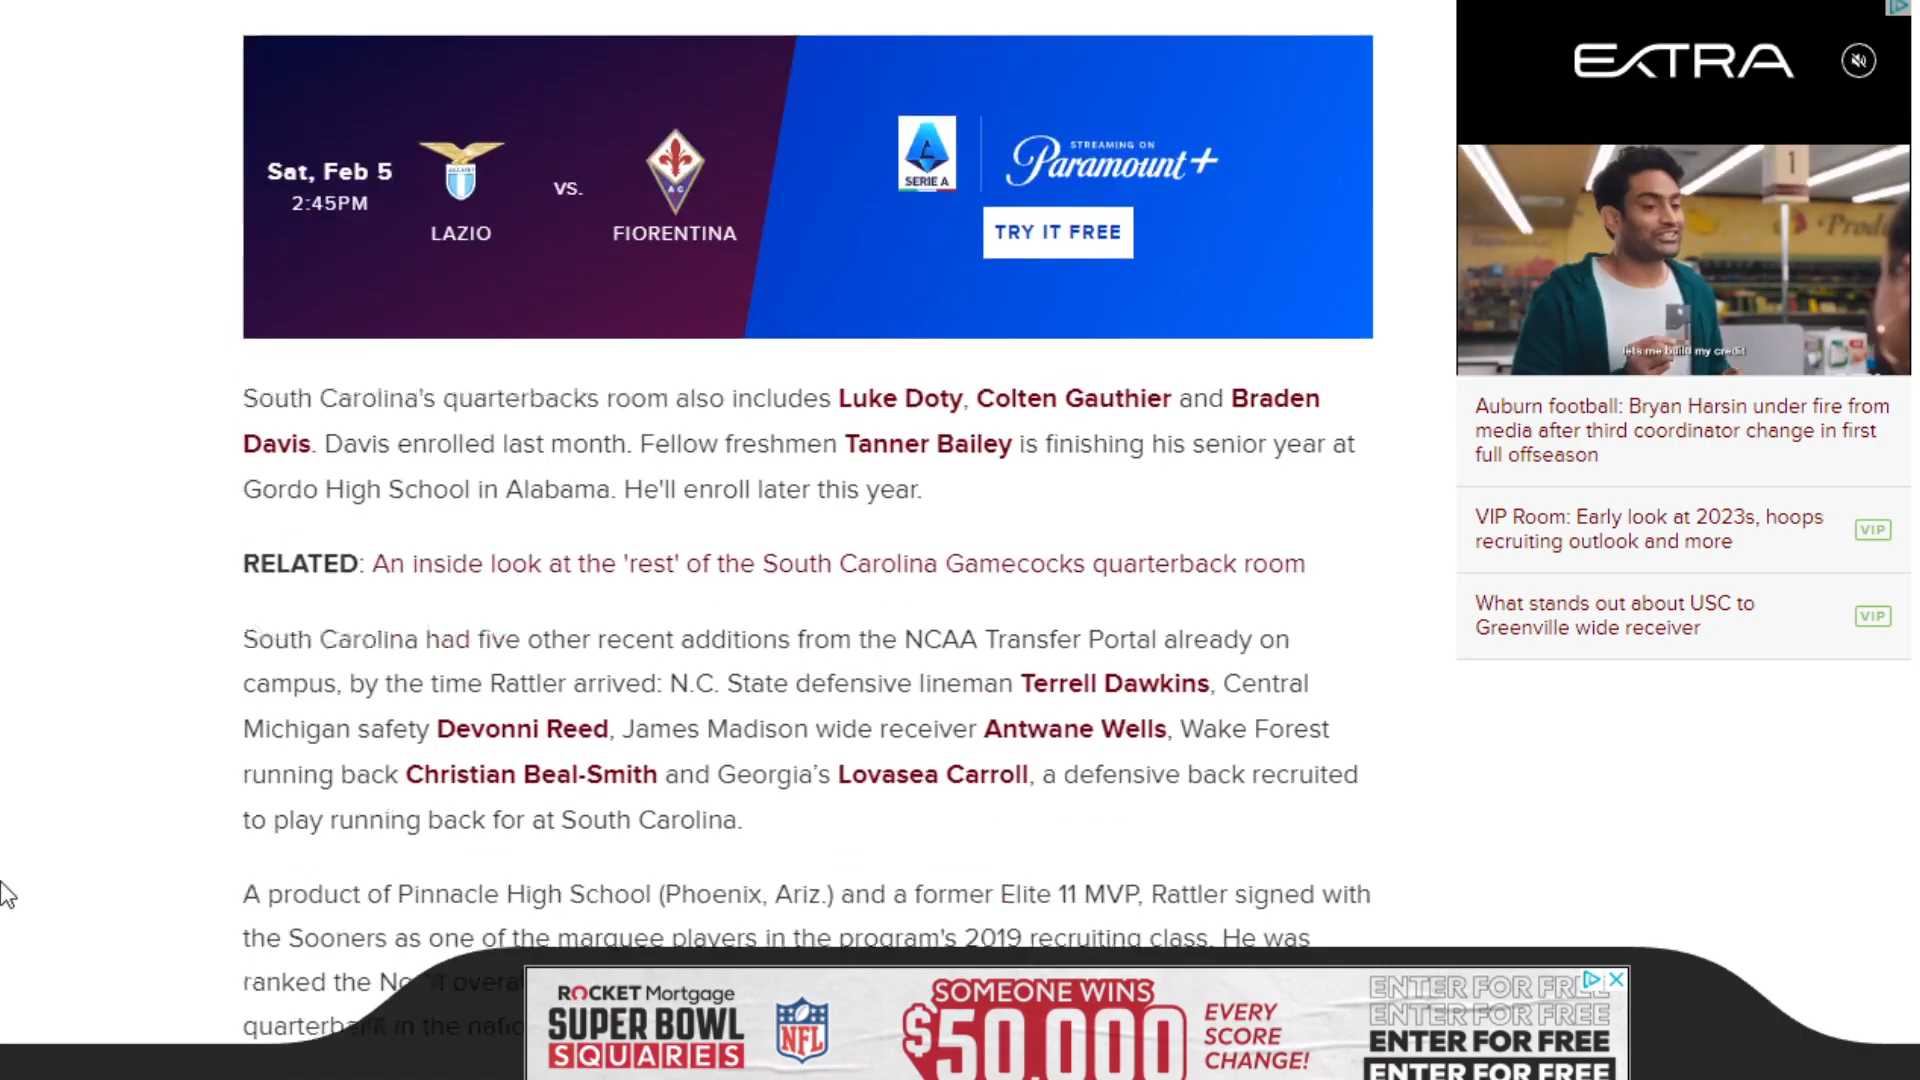 Sat, Feb 5
2:45PM
LAZIO
VS.
FIORENTINA
SERIE A
STREAMING ON
Paramount+
TRY IT FREE
South Carolina's quarterbacks room also includes Luke Doty, Colten Gauthier and Braden
Davis. Davis enrolled last month. Fellow freshmen Tanner Bailey is finishing his senior year at
Gordo High School in Alabama. He'll enroll later this year.
RELATED: An inside look at the 'rest' of the South Carolina Gamecocks quarterback room
South Carolina had five other recent additions from the NCAA Transfer Portal already on
campus, by the time Rattler arrived: N.C. State defensive lineman Terrell Dawkins, Central
Michigan safety Devonni Reed, James Madison wide receiver Antwane Wells, Wake Forest
running back Christian Beal-Smith and Georgia’s Lovasea Carroll, a defensive back recruited
to play running back for at South Carolina.
A product of Pinnacle High School (Phoenix, Ariz.) and a former Elite 11 MVP, Rattler signed with
the Sooners as one of the marquee players in the program's 2019 recruiting class. He was
ranked the No. 1 overa
quarterback in the natio
EXTRA
1
Produ
lets me build my credit
Auburn football: Bryan Harsin under fire from
media after third coordinator change in first
full offseason
VIP Room: Early look at 2023s, hoops
recruiting outlook and more
VIP
What stands out about USC to
Greenville wide receiver
VIP
ROCKET Mortgage
SUPER BOWL
SQUARES
NFL
SOMEONE WINS
$50,000
EVERY
SCORE
CHANGE!
ENTER FOR FREE
ENTER FOR FREE
ENTER FOR FREE
ENTER FOR FREE